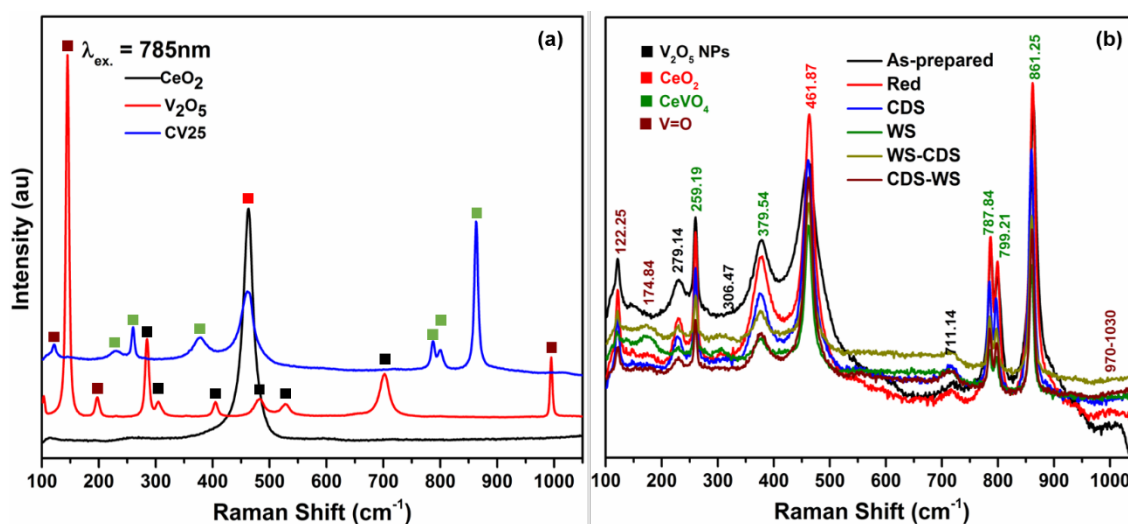 (a)
λex. = 785nm
CeO₂
V₂O₅
CV25
Intensity (au)
100 200 300 400 500 600 700 800 900 1000
Raman Shift (cm⁻¹)
(b)
V₂O₅ NPs
CeO₂
CeVO₄
V=O
As-prepared
Red
CDS
WS
WS-CDS
CDS-WS
122.25
174.84
259.19
279.14
306.47
379.54
461.87
711.14
787.84
799.21
861.25
970-1030
100 200 300 400 500 600 700 800 900 1000
Raman Shift (cm⁻¹)